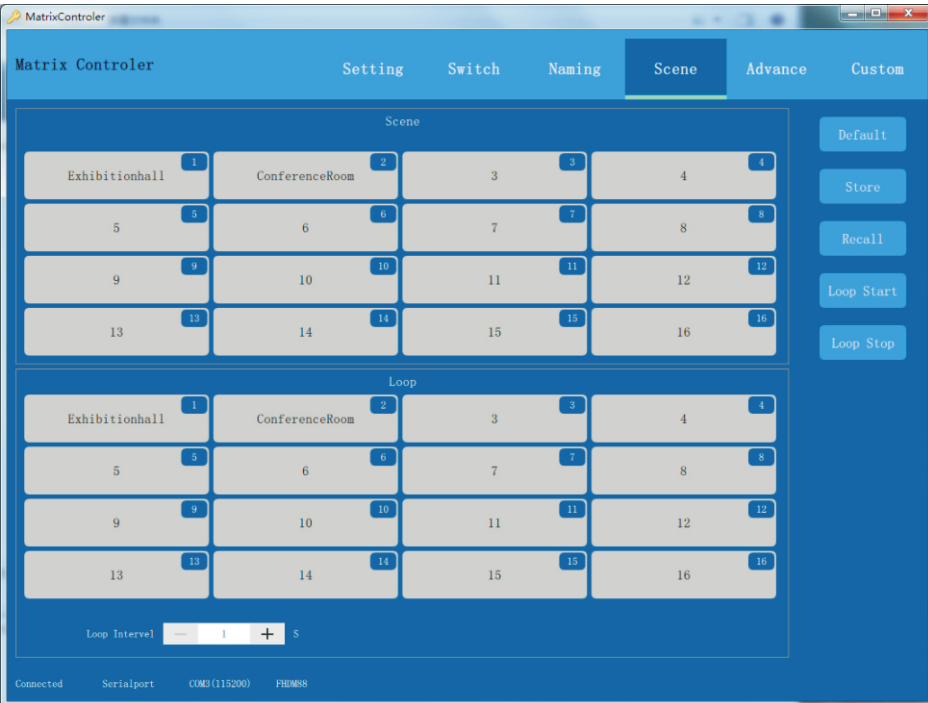 MatrixControler
Matrix Controler Setting Switch Naming Scene Advance Custom
Scene
Exhibitionhall 1 ConferenceRoom 2 3 3 4 4
5 5 6 6 7 7 8 8
9 9 10 10 11 11 12 12
13 13 14 14 15 15 16 16
Default
Store
Recall
Loop Start
Loop Stop
Loop
Exhibitionhall 1 ConferenceRoom 2 3 3 4 4
5 5 6 6 7 7 8 8
9 9 10 10 11 11 12 12
13 13 14 14 15 15 16 16
Loop Intervel — 1 + S
Connected Serialport COM3(115200) FHDM88